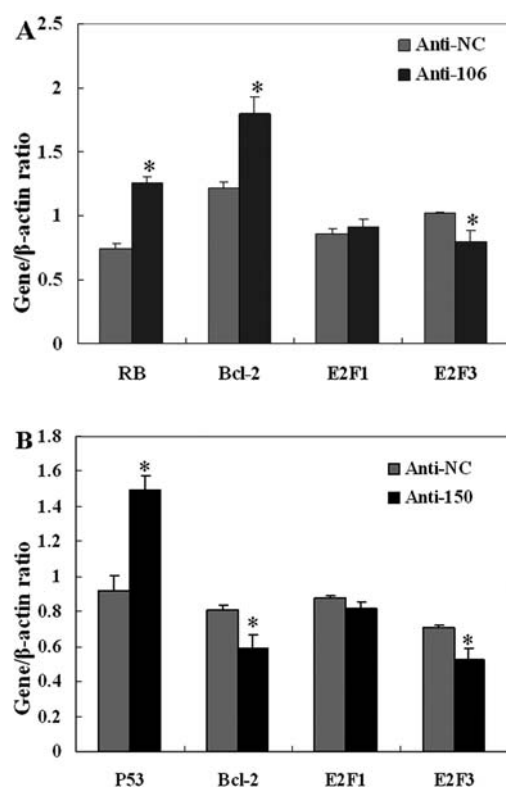 A
Anti-NC
Anti-106
Gene/β-actin ratio
2.5
2
1.5
1
0.5
0
*
*
*
RB Bcl-2 E2F1 E2F3
B
Anti-NC
Anti-150
Gene/β-actin ratio
1.8
1.6
1.4
1.2
1
0.8
0.6
0.4
0.2
0
*
*
*
P53 Bcl-2 E2F1 E2F3